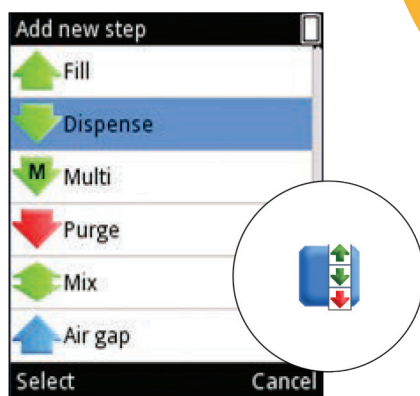 Add new step
Fill
Dispense
M Multi
Purge
Mix
Air gap
Select Cancel